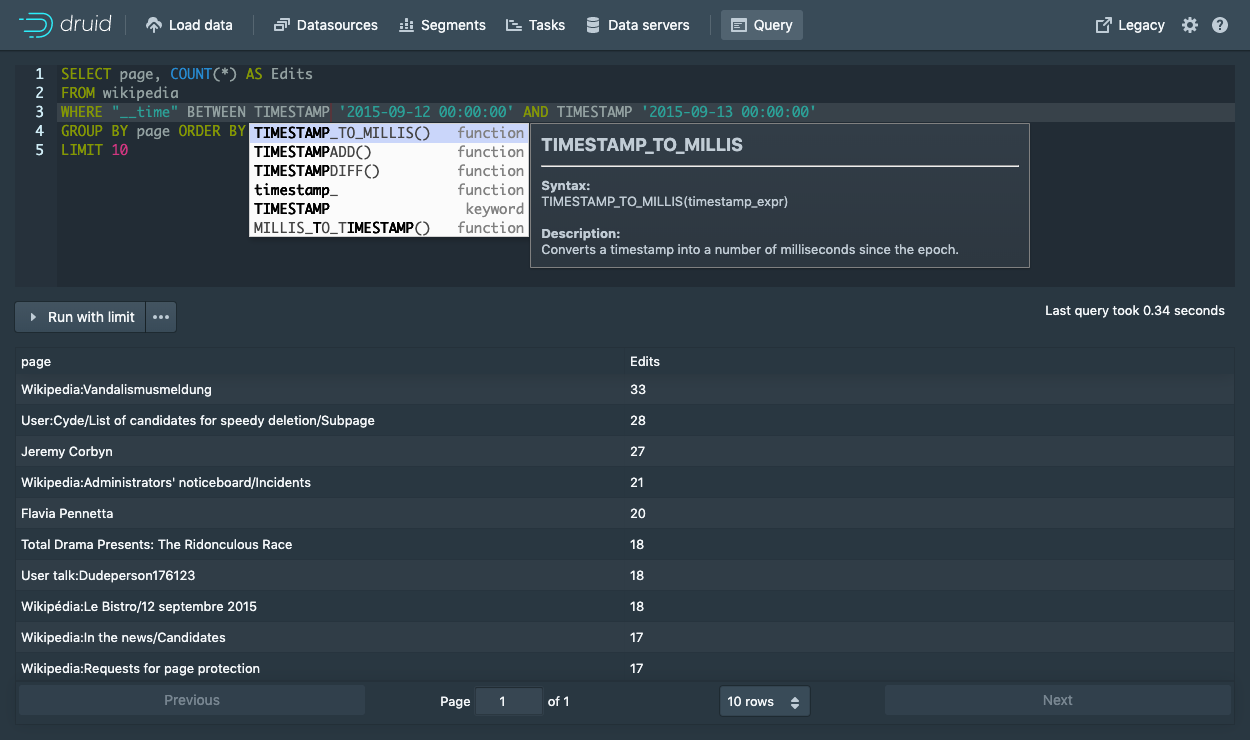 druid Load data Datasources Segments Tasks Data servers Query Legacy
1 SELECT page, COUNT(*) AS Edits
2 FROM wikipedia
3 WHERE "__time" BETWEEN TIMESTAMP '2015-09-12 00:00:00' AND TIMESTAMP '2015-09-13 00:00:00'
4 GROUP BY page ORDER BY
5 LIMIT 10
TIMESTAMP_TO_MILLIS() function
TIMESTAMPADD() function
TIMESTAMPDIFF() function
timestamp_ function
TIMESTAMP keyword
MILLIS_TO_TIMESTAMP() function
TIMESTAMP_TO_MILLIS
Syntax:
TIMESTAMP_TO_MILLIS(timestamp_expr)
Description:
Converts a timestamp into a number of milliseconds since the epoch.
Run with limit
Last query took 0.34 seconds
page Edits
Wikipedia:Vandalismusmeldung 33
User:Cyde/List of candidates for speedy deletion/Subpage 28
Jeremy Corbyn 27
Wikipedia:Administrators' noticeboard/Incidents 21
Flavia Pennetta 20
Total Drama Presents: The Ridonculous Race 18
User talk:Dudeperson176123 18
Wikipédia:Le Bistro/12 septembre 2015 18
Wikipedia:In the news/Candidates 17
Wikipedia:Requests for page protection 17
Previous Page 1 of 1 10 rows Next